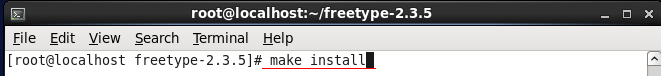 root@localhost:~/freetype-2.3.5
File Edit View Search Terminal Help
[root@localhost freetype-2.3.5]# make install